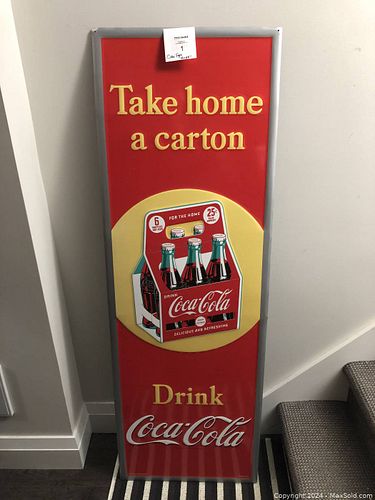 1
Take home
a carton
6
FOR THE HOME
25
DRINK
Coca-Cola
DELICIOUS AND REFRESHING
Drink
Coca-Cola
Copyright 2024 - MaxSold.com